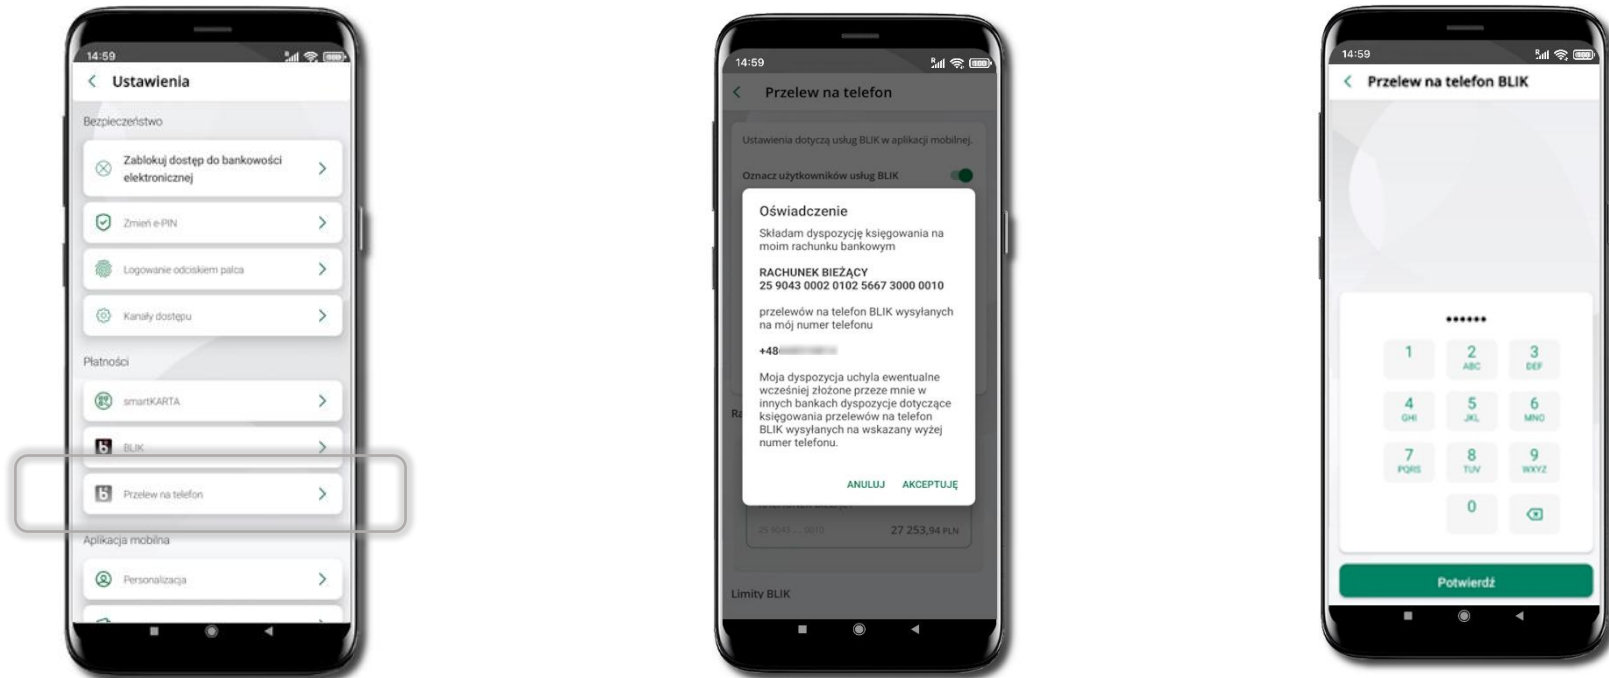 14:59
Ustawienia
Bezpieczeństwo
Zablokuj dostęp do bankowości
elektronicznej
Zmień e-PIN
Logowanie odciskiem palca
Kanały dostępu
Płatności
smartKARTA
BLIK
Przelew na telefon
Aplikacja mobilna
Personalizacja
14:59
Przelew na telefon
Ustawienia dotyczą usług BLIK w aplikacji mobilnej.
Oznacz użytkowników usług BLIK
Oświadczenie
Składam dyspozycję księgowania na
moim rachunku bankowym
RACHUNEK BIEŻĄCY
25 9043 0002 0102 5667 3000 0010
przelewów na telefon BLIK wysyłanych
na mój numer telefonu
+48
Moja dyspozycja uchyla ewentualne
wcześniej złożone przeze mnie w
innych bankach dyspozycje dotyczące
księgowania przelewów na telefon
BLIK wysyłanych na wskazany wyżej
numer telefonu.
ANULUJ AKCEPTUJĘ
25 9043 ... 0010 27 253,94 PLN
Limity BLIK
14:59
Przelew na telefon BLIK
••••••
1 2 3
ABC DEF
4 5 6
GHI JKL MNO
7 8 9
PQRS TUV WXYZ
0
Potwierdź